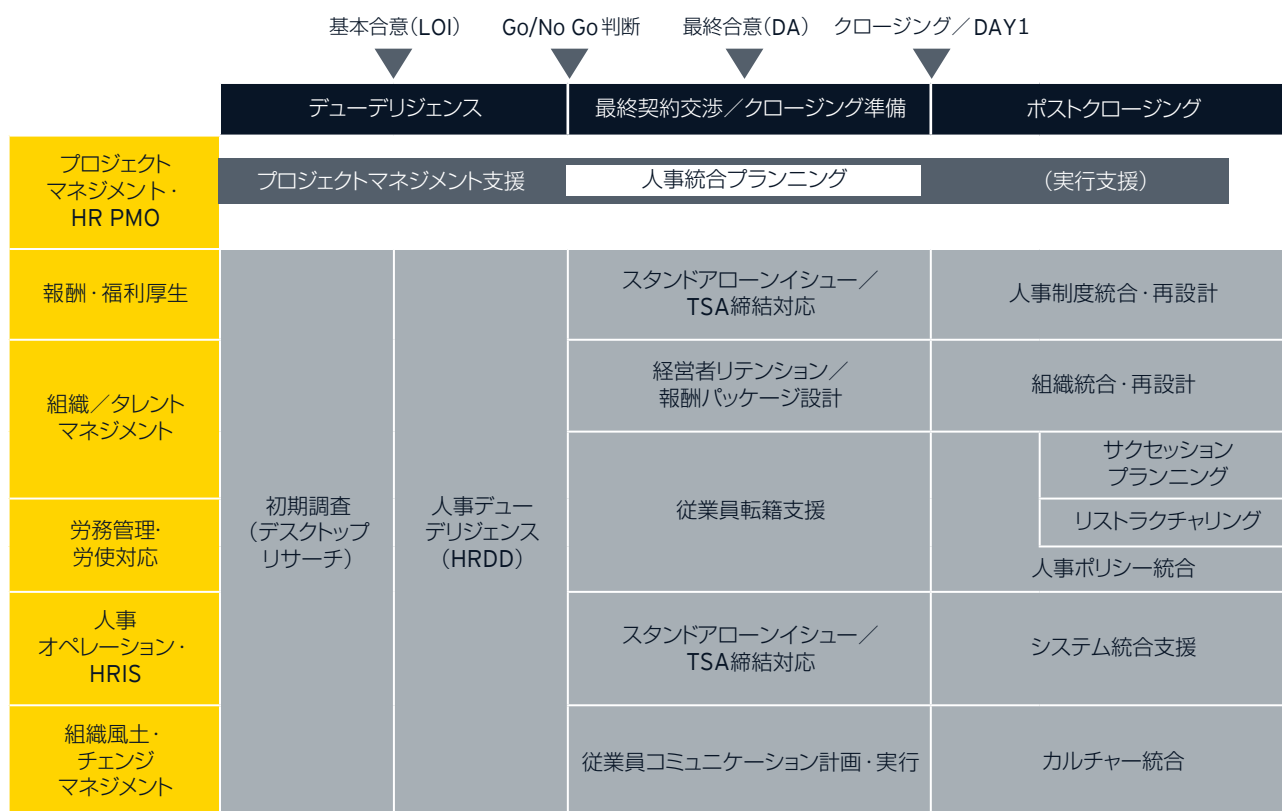 基本合意（LOI）
Go/No Go判断
最終合意（DA）
クロージング／DAY1
デューデリジェンス
最終契約交渉／クロージング準備
ポストクロージング
プロジェクト
マネジメント・
HR PMO
プロジェクトマネジメント支援
人事統合プランニング
（実行支援）
報酬・福利厚生
スタンドアローンイシュー／
TSA締結対応
人事制度統合・再設計
組織／タレント
マネジメント
経営者リテンション／
報酬パッケージ設計
組織統合・再設計
サクセッション
プランニング
初期調査
（デスクトップ
リサーチ）
人事デュー
デリジェンス
（HRDD）
従業員転籍支援
労務管理・
労使対応
リストラクチャリング
人事ポリシー統合
人事
オペレーション・
HRIS
スタンドアローンイシュー／
TSA締結対応
システム統合支援
組織風土・
チェンジ
マネジメント
従業員コミュニケーション計画・実行
カルチャー統合